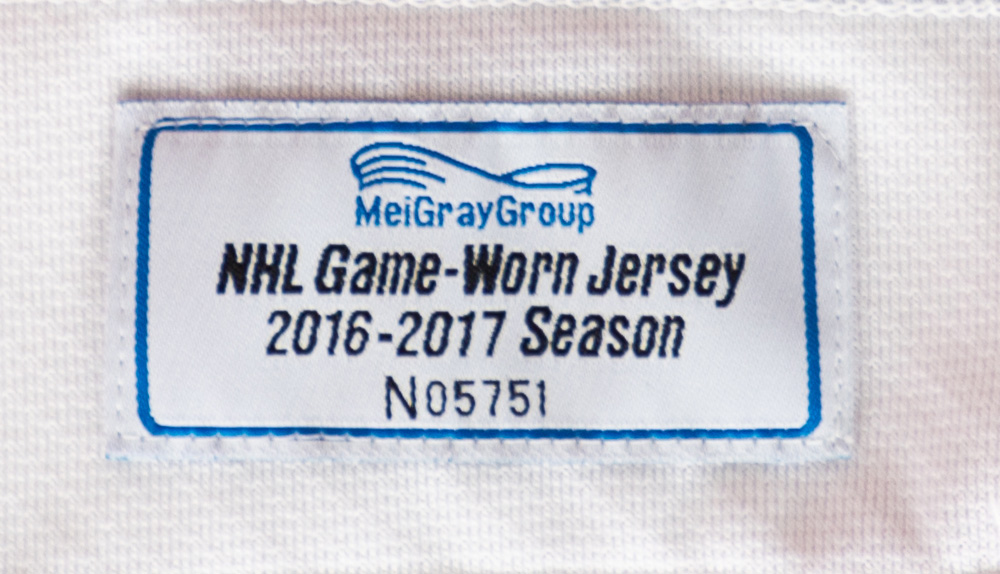 MeiGrayGroup
NHL Game-Worn Jersey
2016-2017 Season
N05751